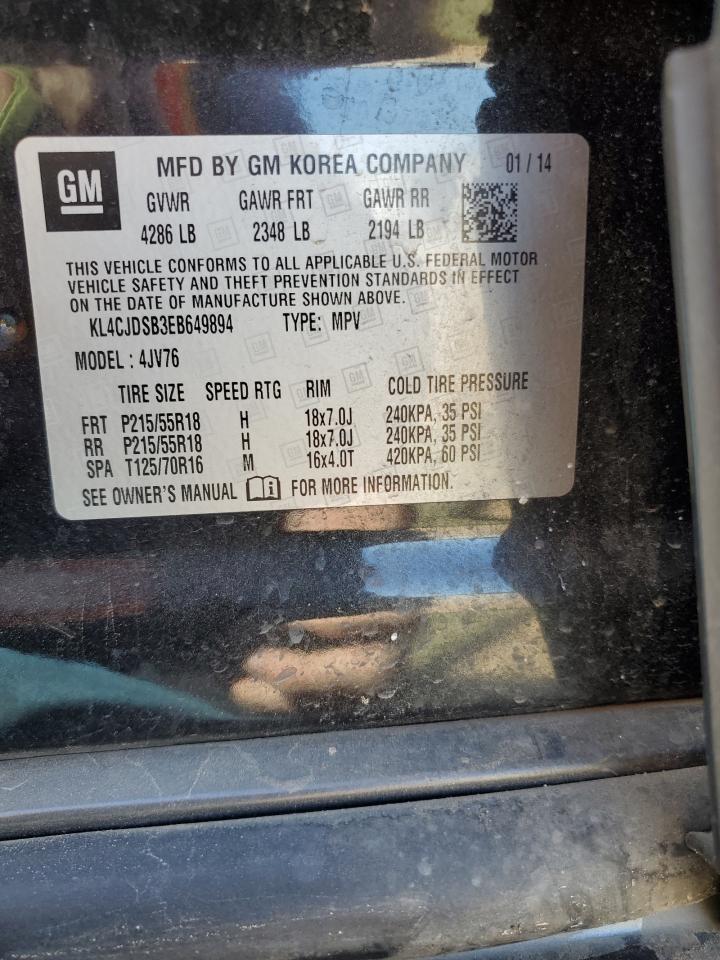 GM MFD BY GM KOREA COMPANY 01/14
GVWR GAWR FRT GAWR RR
4286 LB 2348 LB 2194 LB
THIS VEHICLE CONFORMS TO ALL APPLICABLE U.S. FEDERAL MOTOR
VEHICLE SAFETY AND THEFT PREVENTION STANDARDS IN EFFECT
ON THE DATE OF MANUFACTURE SHOWN ABOVE.
KL4CJDSB3EB649894 TYPE: MPV
MODEL : 4JV76
TIRE SIZE SPEED RTG RIM COLD TIRE PRESSURE
FRT P215/55R18 H 18x7.0J 240KPA, 35 PSI
RR P215/55R18 H 18x7.0J 240KPA, 35 PSI
SPA T125/70R16 M 16x4.0T 420KPA, 60 PSI
SEE OWNER'S MANUAL i FOR MORE INFORMATION.